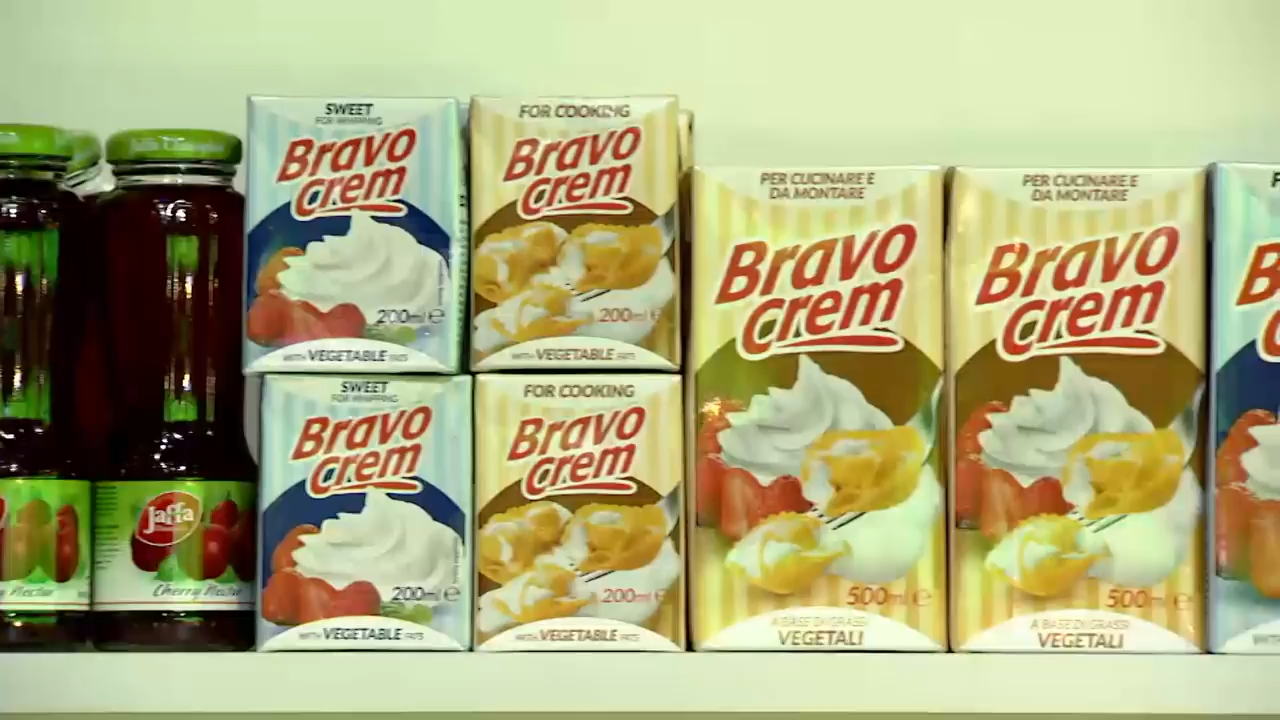 SWEET
FOR WHIPPING
Bravo
crem
200ml e
WITH VEGETABLE FATS
FOR COOKING
Bravo
crem
200ml e
WITH VEGETABLE FATS
SWEET
FOR WHIPPING
Bravo
crem
200ml e
WITH VEGETABLE FATS
FOR COOKING
Bravo
crem
200ml e
WITH VEGETABLE FATS
PER CUCINARE E
DA MONTARE
Bravo
crem
500ml e
A BASE DI GRASSI
VEGETALI
PER CUCINARE E
DA MONTARE
Bravo
crem
500ml e
A BASE DI GRASSI
VEGETALI
Jaffa
Cherry Nectar
Nectar